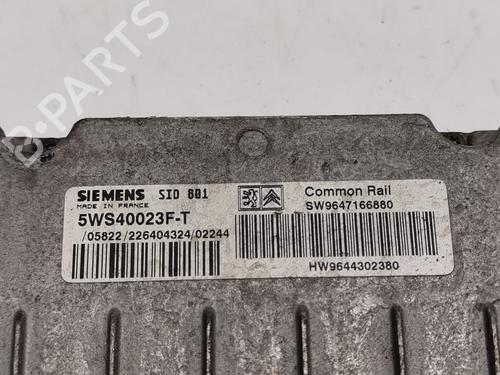 B-PARTS
SIEMENS SID 801
MADE IN FRANCE
5WS40023F-T
/05822/226404324/02244
Common Rail
SW9647166880
HW9644302380